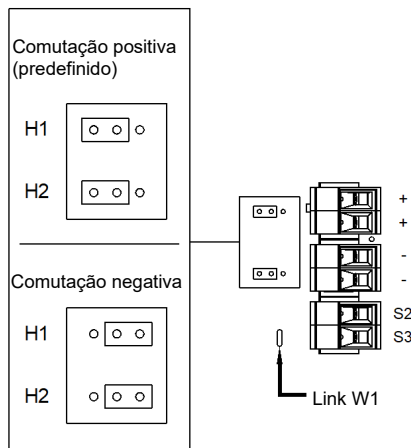 Comutação positiva
(predefinido)
H1
H2
Comutação negativa
H1
H2
+
+
-
-
S2
S3
Link W1